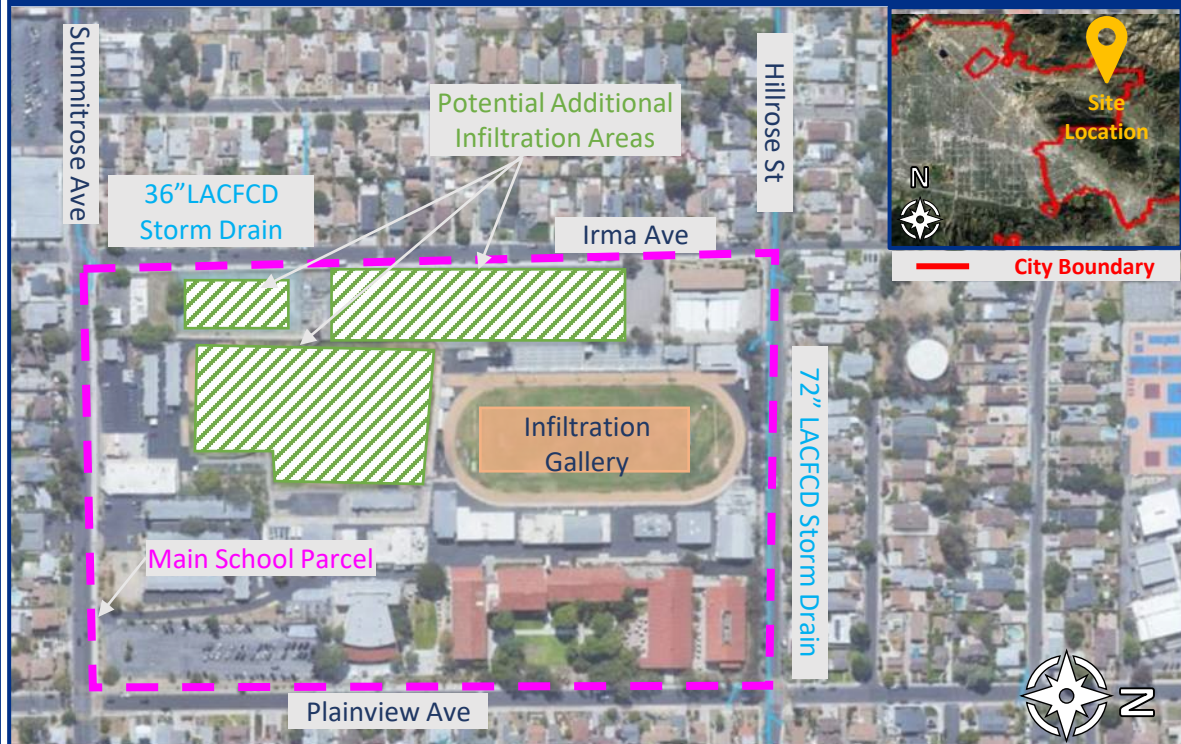 Summitrose Ave
Potential Additional
Infiltration Areas
Hillrose St
Site
Location
N
City Boundary
36”LACFCD
Storm Drain
Irma Ave
Infiltration
Gallery
72” LACFCD Storm Drain
Main School Parcel
Plainview Ave
N